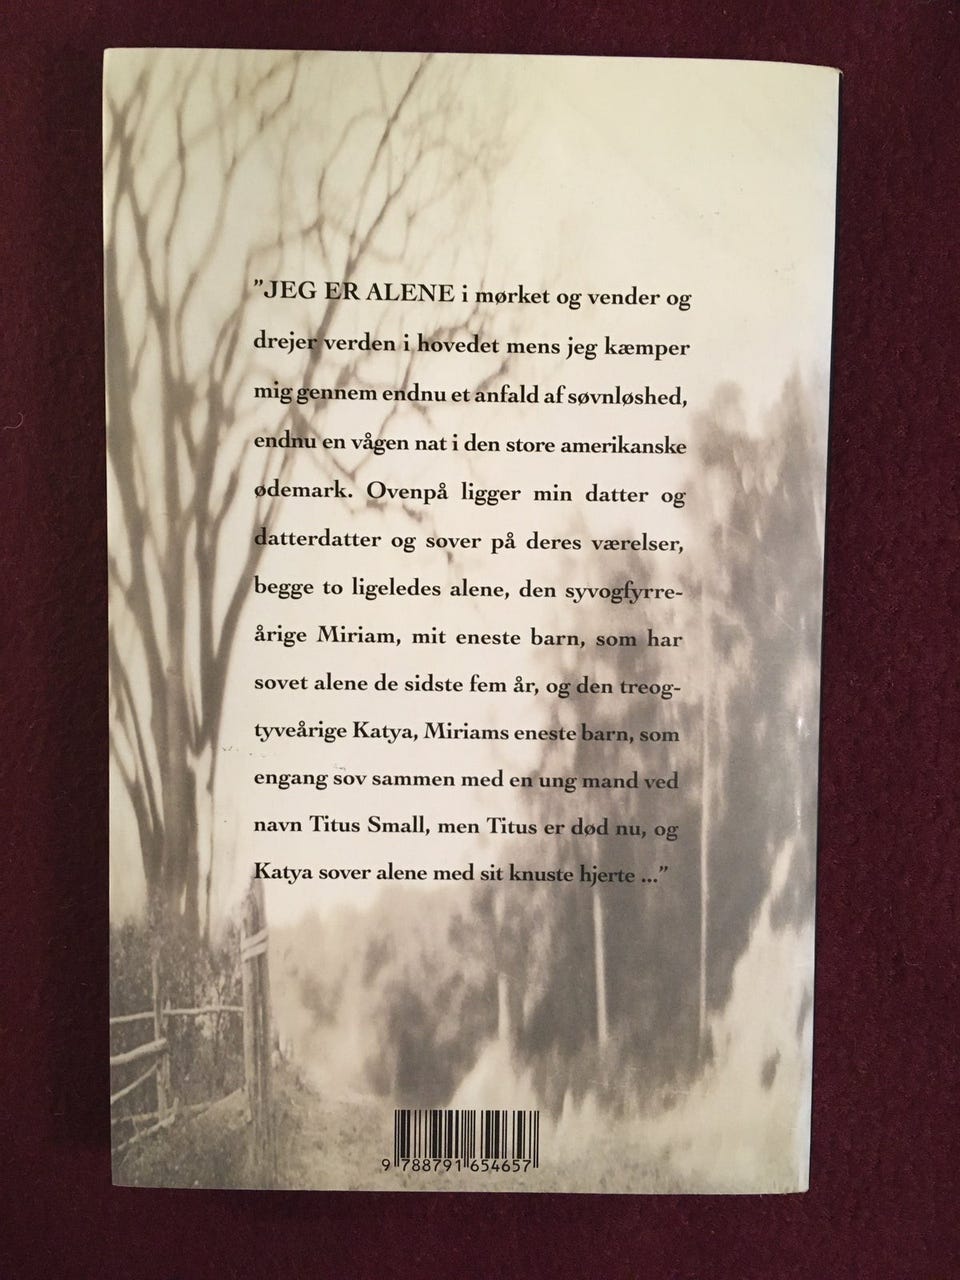 ”JEG ER ALENE i mørket og vender og
drejer verden i hovedet mens jeg kæmper
mig gennem endnu et anfald af søvnløshed,
endnu en vågen nat i den store amerikanske
ødemark. Ovenpå ligger min datter og
datterdatter og sover på deres værelser,
begge to ligeledes alene, den syvogfyrre-
årige Miriam, mit eneste barn, som har
sovet alene de sidste fem år, og den treog-
tyveårige Katya, Miriams eneste barn, som
engang sov sammen med en ung mand ved
navn Titus Small, men Titus er død nu, og
Katya sover alene med sit knuste hjerte ...”
9 788791 654657